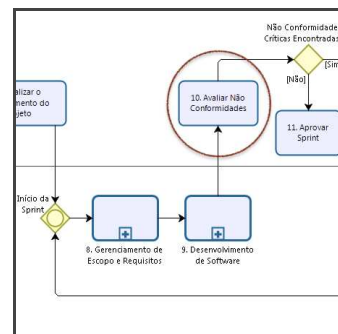 Não Conformidade
Críticas Encontradas
[Sim
[Não]
alizar o
mento do
ojeto
10. Avaliar Não
Conformidades
11. Aprovar
Sprint
Início da
Sprint
8. Gerenciamento de
Escopo e Requisitos
9. Desenvolvimento
de Software